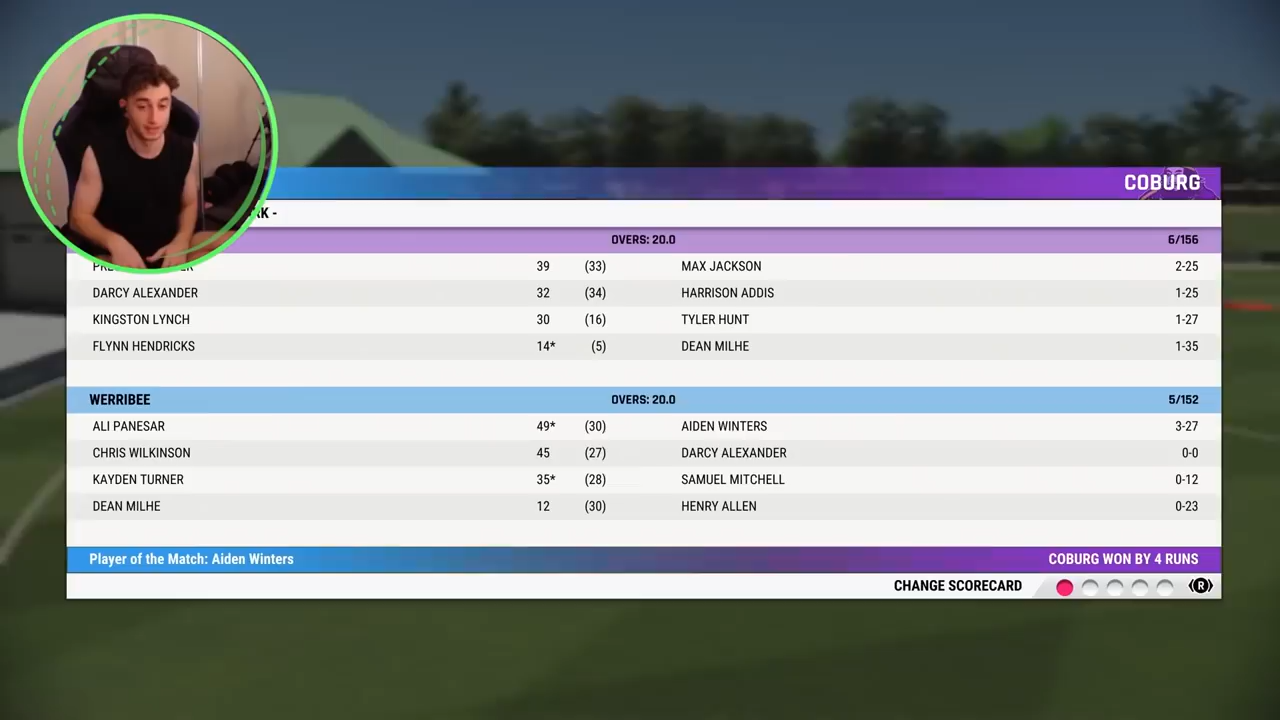 COBURG
RK -
OVERS: 20.0 6/156
39 (33) MAX JACKSON 2-25
DARCY ALEXANDER 32 (34) HARRISON ADDIS 1-25
KINGSTON LYNCH 30 (16) TYLER HUNT 1-27
FLYNN HENDRICKS 14* (5) DEAN MILHE 1-35
WERRIBEE OVERS: 20.0 5/152
ALI PANESAR 49* (30) AIDEN WINTERS 3-27
CHRIS WILKINSON 45 (27) DARCY ALEXANDER 0-0
KAYDEN TURNER 35* (28) SAMUEL MITCHELL 0-12
DEAN MILHE 12 (30) HENRY ALLEN 0-23
Player of the Match: Aiden Winters COBURG WON BY 4 RUNS
CHANGE SCORECARD R